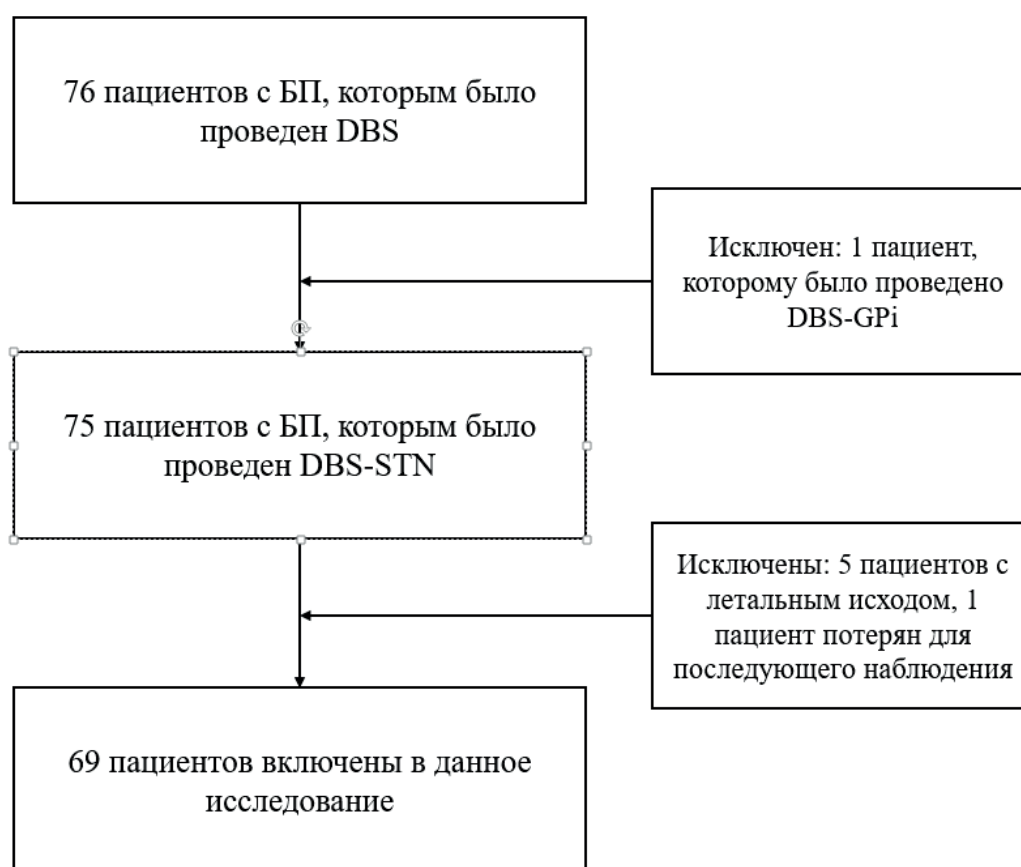 76 пациентов с БП, которым было
проведен DBS
Исключен: 1 пациент,
которому было проведено
DBS-GPi
75 пациентов с БП, которым было
проведен DBS-STN
Исключены: 5 пациентов с
летальным исходом, 1
пациент потерян для
последующего наблюдения
69 пациентов включены в данное
исследование